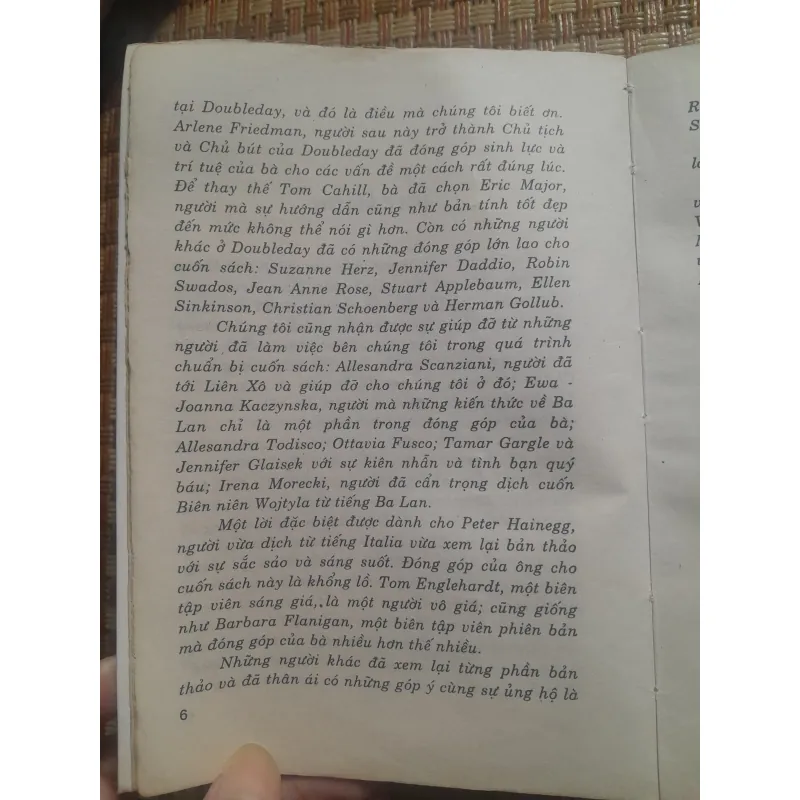 tại Doubleday, và đó là điều mà chúng tôi biết ơn.
Arlene Friedman, người sau này trở thành Chủ tịch
và Chủ bút của Doubleday đã đóng góp sinh lực và
trí tuệ của bà cho các vấn đề một cách rất đúng lúc.
Để thay thế Tom Cahill, bà đã chọn Eric Major,
người mà sự hướng dẫn cũng như bản tính tốt đẹp
đến mức không thể nói gì hơn. Còn có những người
khác ở Doubleday đã có những đóng góp lớn lao cho
cuốn sách: Suzanne Herz, Jennifer Daddio, Robin
Swados, Jean Anne Rose, Stuart Applebaum, Ellen
Sinkinson, Christian Schoenberg và Herman Gollub.
Chúng tôi cũng nhận được sự giúp đỡ từ những
người đã làm việc bên chúng tôi trong quá trình
chuẩn bị cuốn sách: Allesandra Scanziani, người đã
tới Liên Xô và giúp đỡ cho chúng tôi ở đó; Ewa -
Joanna Kaczynska, người mà những kiến thức về Ba
Lan chỉ là một phần trong đóng góp của bà;
Allesandra Todisco; Ottavia Fusco; Tamar Gargle và
Jennifer Glaisek với sự kiên nhẫn và tình bạn quý
báu; Irena Morecki, người đã cẩn trọng dịch cuốn
Biên niên Wojtyla từ tiếng Ba Lan.
Một lời đặc biệt được dành cho Peter Hainegg,
người vừa dịch từ tiếng Italia vừa xem lại bản thảo
với sự sắc sảo và sáng suốt. Đóng góp của ông cho
cuốn sách này là khổng lồ. Tom Englehardt, một biên
tập viên sáng giá, là một người vô giá; cũng giống
như Barbara Flanigan, một biên tập viên phiên bản
mà đóng góp của bà nhiều hơn thế nhiều.
Những người khác đã xem lại từng phần bản
thảo và đã thân ái có những góp ý cùng sự ủng hộ là
6